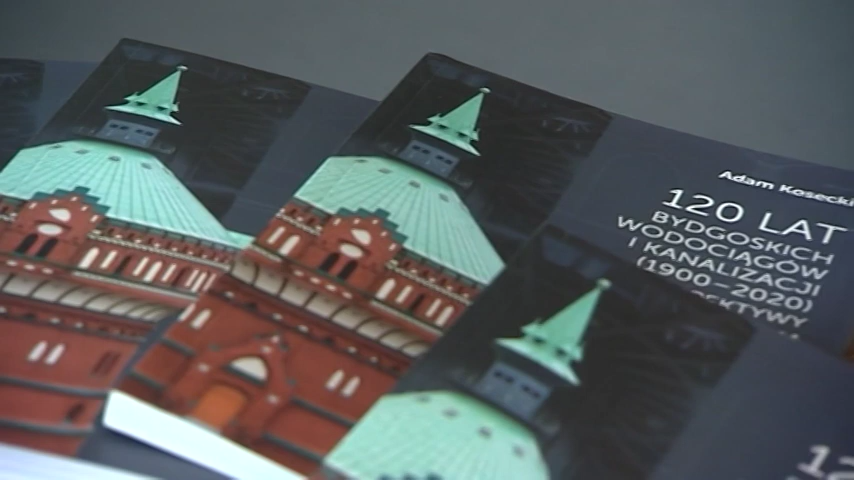 Adam Kosecki
120 LAT
BYDGOSKICH
WODOCIĄGÓW
I KANALIZACJI
(1900–2020)